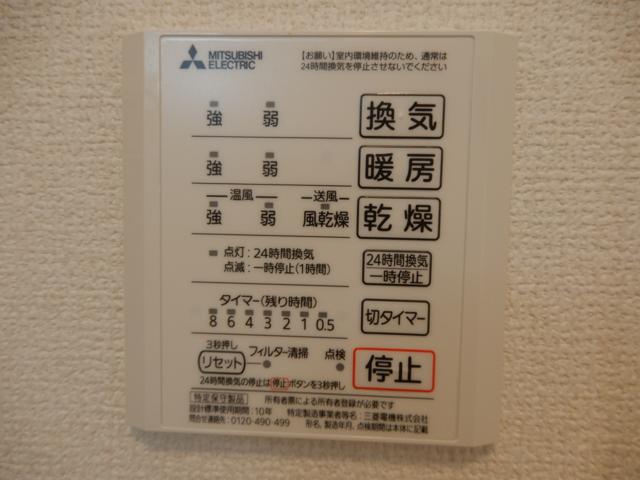 MITSUBISHI
ELECTRIC
【お願い】室内環境維持のため、通常は
24時間換気を停止させないでください
強 弱 換気
強 弱 暖房
温風 送風
強 弱 風乾燥 乾燥
点灯:24時間換気
点滅:一時停止(1時間)
24時間換気
一時停止
タイマー(残り時間)
8 6 4 3 2 1 0.5
切タイマー
3秒押し
リセット フィルター清掃 点検
停止
24時間換気の停止は停止ボタンを3秒押し
特定保守製品 所有者票による所有者登録が必要です
設計標準使用期間:10年 特定製造事業者等名:三菱電機株式会社
問合せ連絡先:0120-490-499 形名、製造年月、点検期間は本体に記載